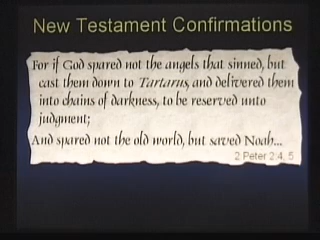 New Testament Confirmations
For if God spared not the angels that sinned, but
cast them down to Tartarus, and delivered them
into chains of darkness, to be reserved unto
judgment;
And spared not the old world, but saved Noah...
2 Peter 2:4, 5